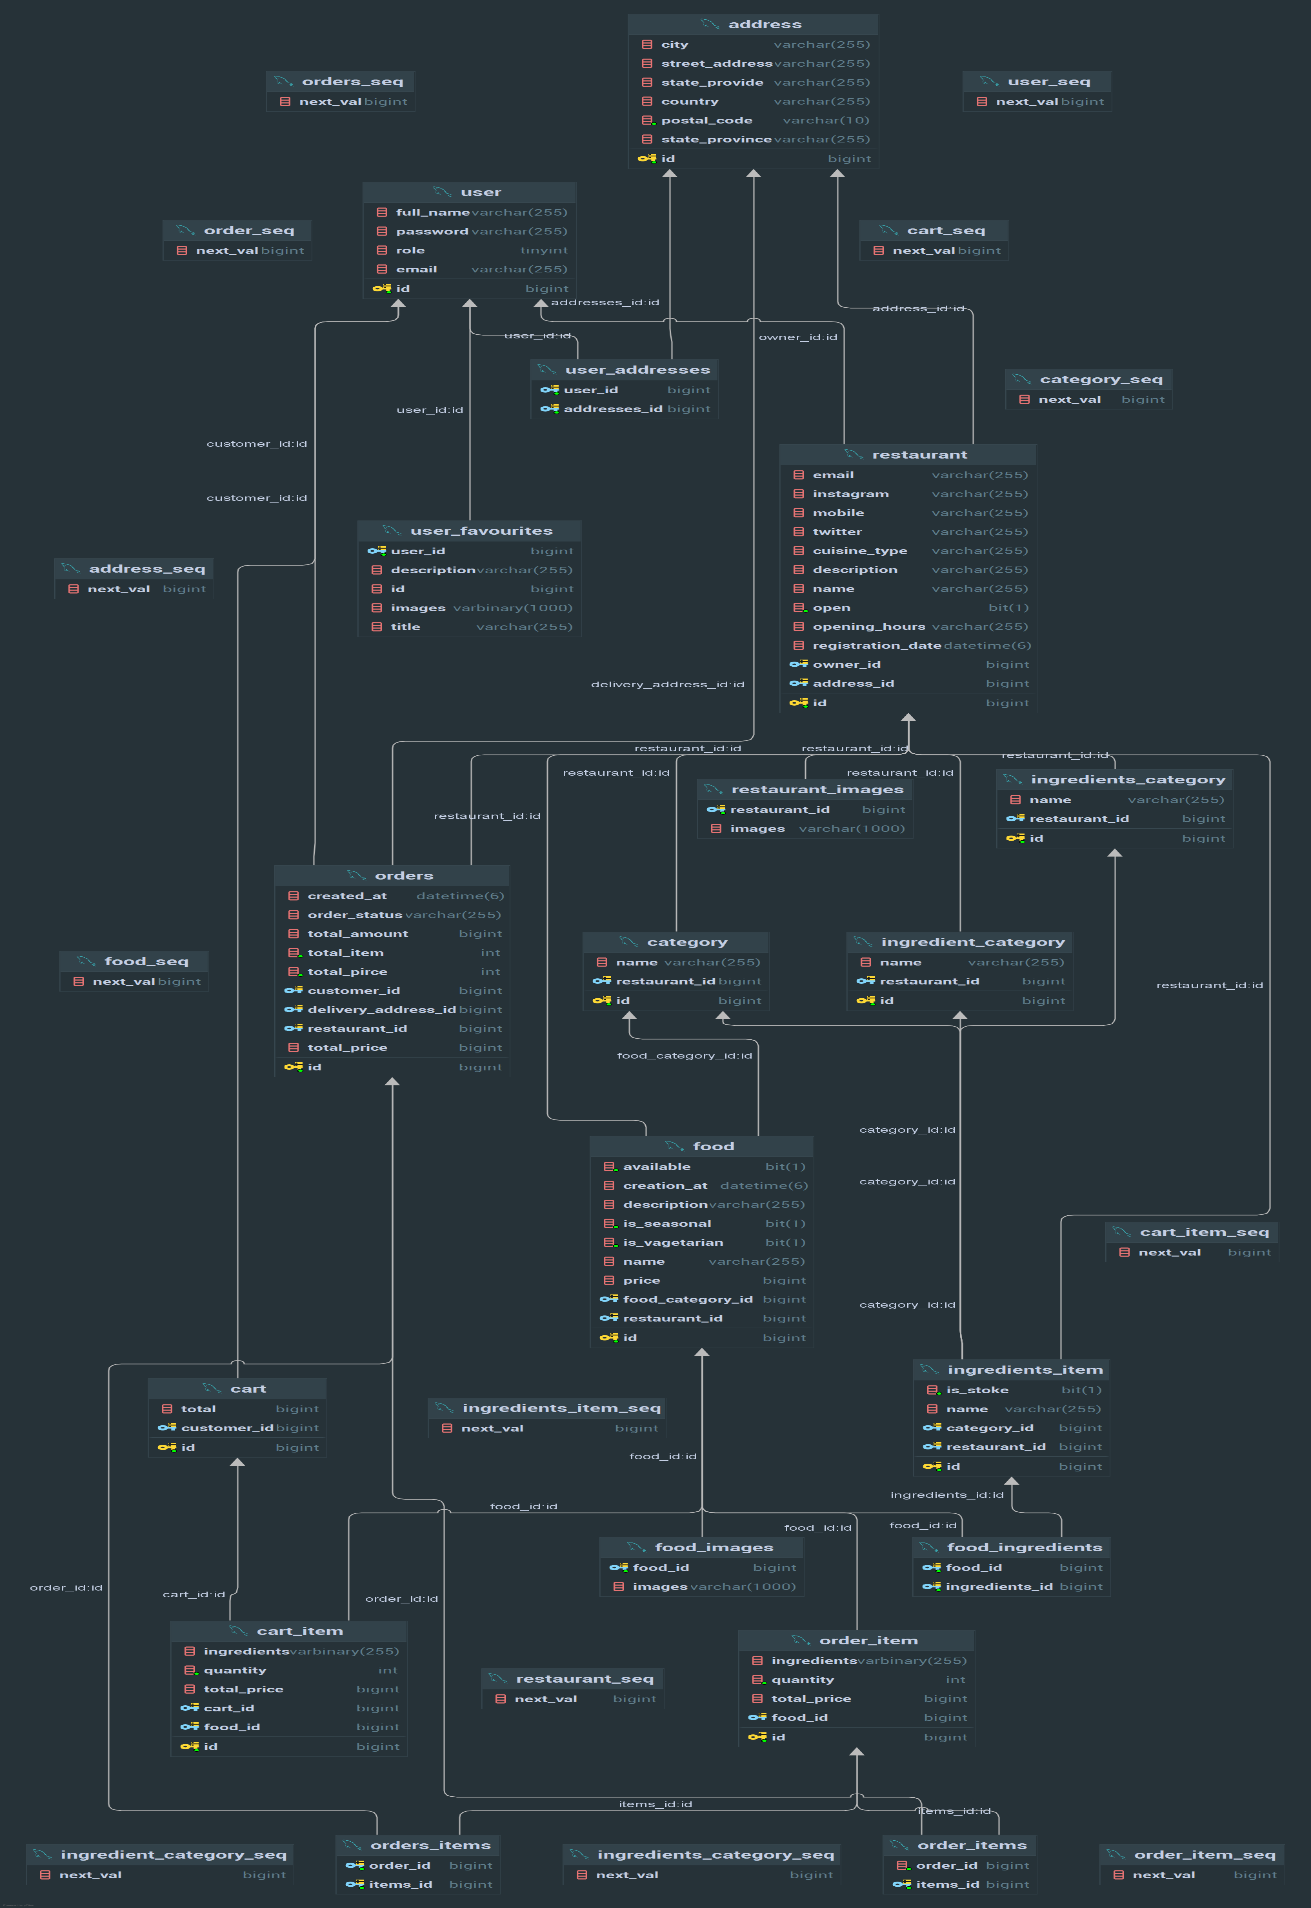 address
city varchar(255)
street_address varchar(255)
state_provide varchar(255)
country varchar(255)
postal_code varchar(10)
state_province varchar(255)
id bigint
orders_seq
next_val bigint
user_seq
next_val bigint
user
full_name varchar(255)
password varchar(255)
role tinyint
email varchar(255)
id bigint
order_seq
next_val bigint
cart_seq
next_val bigint
addresses_id:id
address_id:id
user_id:id
owner_id:id
user_addresses
user_id bigint
addresses_id bigint
category_seq
next_val bigint
user_id:id
customer_id:id
customer_id:id
restaurant
email varchar(255)
instagram varchar(255)
mobile varchar(255)
twitter varchar(255)
cuisine_type varchar(255)
description varchar(255)
name varchar(255)
open bit(1)
opening_hours varchar(255)
registration_date datetime(6)
owner_id bigint
address_id bigint
id bigint
user_favourites
user_id bigint
description varchar(255)
id bigint
images varbinary(1000)
title varchar(255)
address_seq
next_val bigint
delivery_address_id:id
restaurant_id:id
restaurant_id:id
restaurant_id:id
restaurant_id:id
restaurant_id:id
restaurant_id:id
restaurant_images
restaurant_id bigint
images varchar(1000)
ingredients_category
name varchar(255)
restaurant_id bigint
id bigint
orders
created_at datetime(6)
order_status varchar(255)
total_amount bigint
total_item int
total_pirce int
customer_id bigint
delivery_address_id bigint
restaurant_id bigint
total_price bigint
id bigint
category
name varchar(255)
restaurant_id bigint
id bigint
ingredient_category
name varchar(255)
restaurant_id bigint
id bigint
food_seq
next_val bigint
restaurant_id:id
food_category_id:id
category_id:id
category_id:id
category_id:id
food
available bit(1)
creation_at datetime(6)
description varchar(255)
is_seasonal bit(1)
is_vagetarian bit(1)
name varchar(255)
price bigint
food_category_id bigint
restaurant_id bigint
id bigint
cart_item_seq
next_val bigint
cart
total bigint
customer_id bigint
id bigint
ingredients_item_seq
next_val bigint
ingredients_item
is_stoke bit(1)
name varchar(255)
category_id bigint
restaurant_id bigint
id bigint
food_id:id
ingredients_id:id
food_id:id
food_id:id
food_id:id
food_images
food_id bigint
images varchar(1000)
food_ingredients
food_id bigint
ingredients_id bigint
order_id:id
cart_id:id
order_id:id
cart_item
ingredients varbinary(255)
quantity int
total_price bigint
cart_id bigint
food_id bigint
id bigint
order_item
ingredients varbinary(255)
quantity int
total_price bigint
food_id bigint
id bigint
restaurant_seq
next_val bigint
items_id:id
items_id:id
ingredient_category_seq
next_val bigint
orders_items
order_id bigint
items_id bigint
ingredients_category_seq
next_val bigint
order_items
order_id bigint
items_id bigint
order_item_seq
next_val bigint